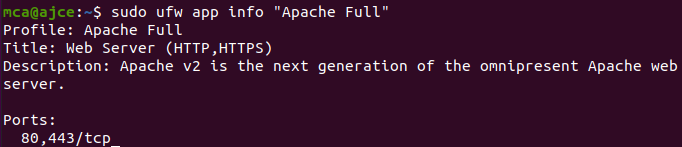 mca@ajce:~$ sudo ufw app info "Apache Full"
Profile: Apache Full
Title: Web Server (HTTP,HTTPS)
Description: Apache v2 is the next generation of the omnipresent Apache web
server.
Ports:
80,443/tcp